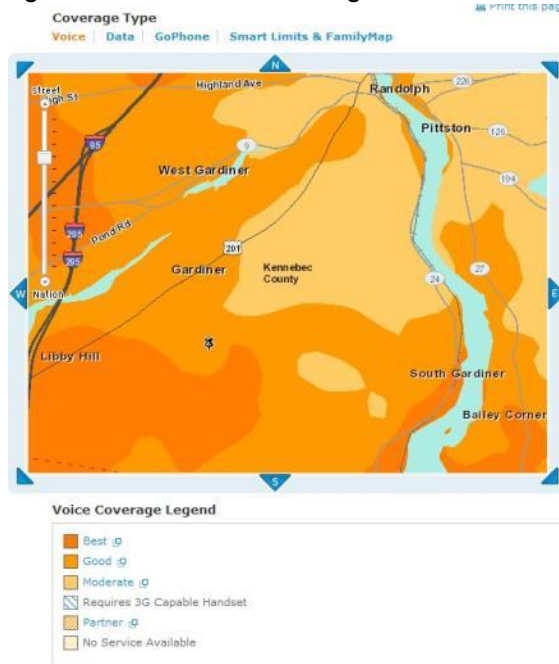 Print this pag
Coverage Type
Voice | Data | GoPhone | Smart Limits & FamilyMap
N
Street
Highland Ave
226
Randolph
gh St
Pittston
126
95
9
194
West Gardiner
Pond Rd
295
201
295
Gardiner
Kennebec
County
27
24
W
E
Nation
Libby Hill
South Gardiner
Bailey Corner
S
Voice Coverage Legend
Best
Good
Moderate
Requires 3G Capable Handset
Partner
No Service Available